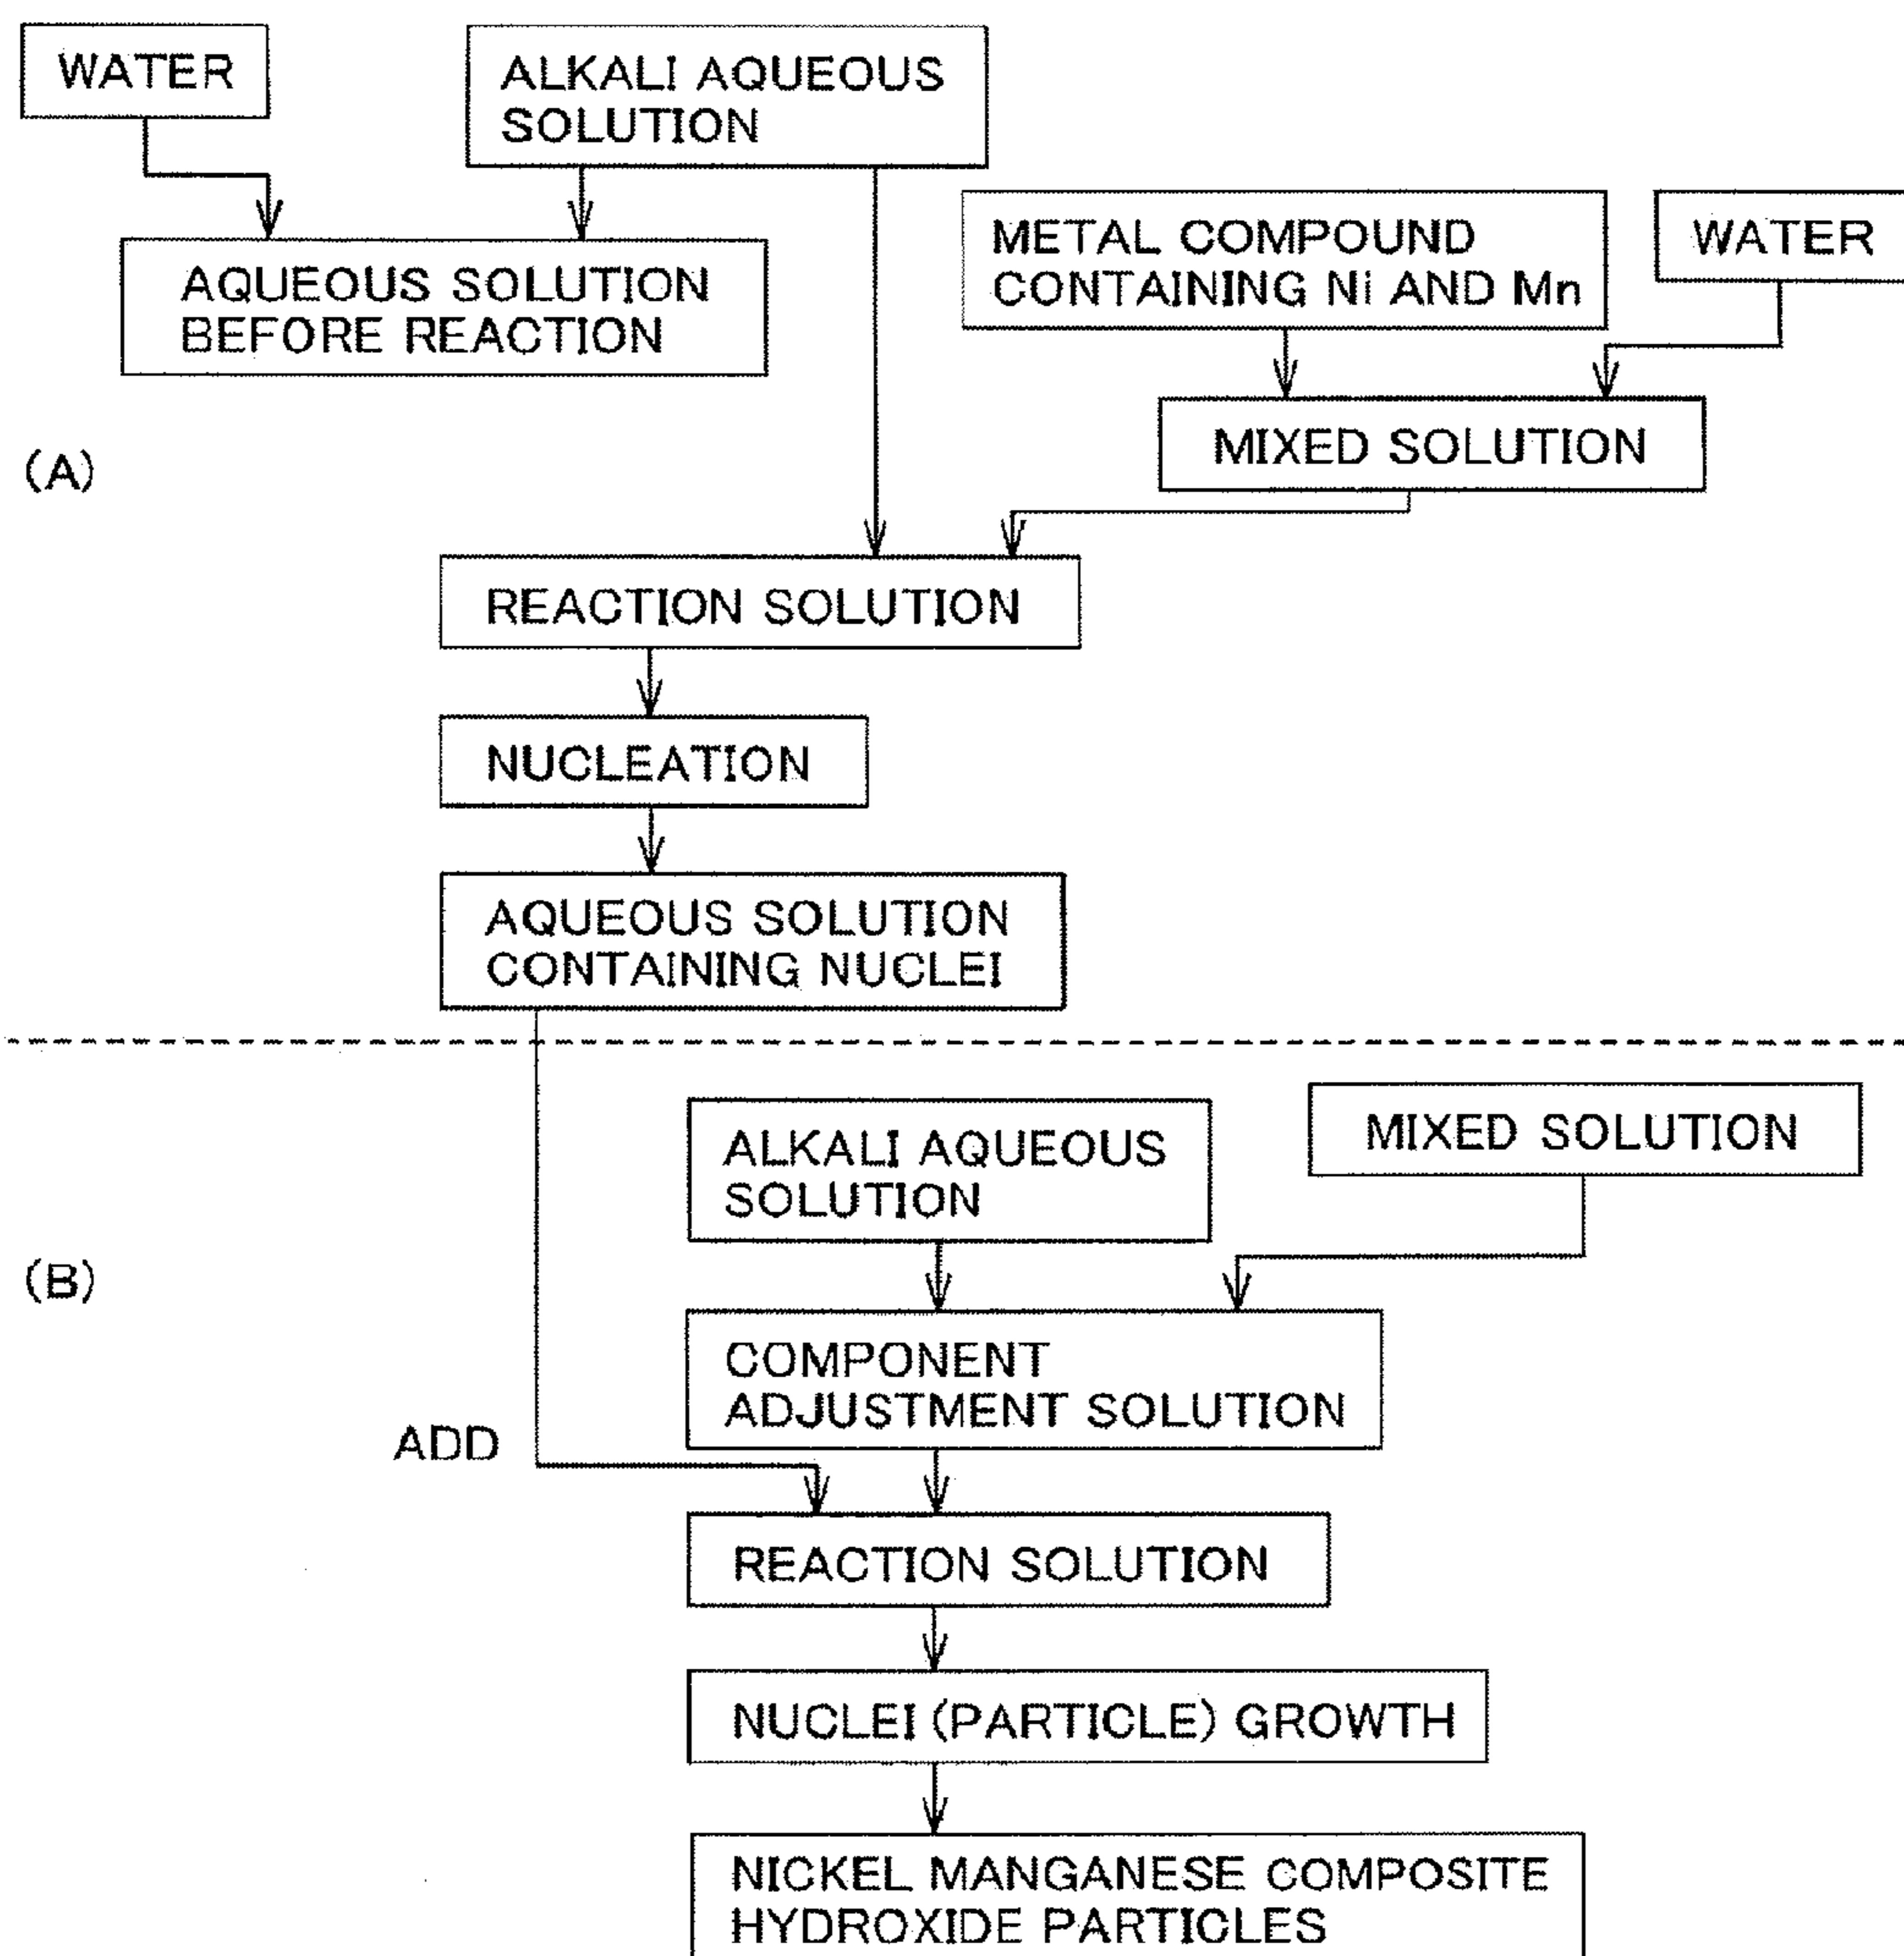 WATER
ALKALI AQUEOUS
SOLUTION
AQUEOUS SOLUTION
BEFORE REACTION
METAL COMPOUND
CONTAINING Ni AND Mn
WATER
MIXED SOLUTION
(A)
REACTION SOLUTION
NUCLEATION
AQUEOUS SOLUTION
CONTAINING NUCLEI
ALKALI AQUEOUS
SOLUTION
MIXED SOLUTION
(B)
COMPONENT
ADJUSTMENT SOLUTION
ADD
REACTION SOLUTION
NUCLEI (PARTICLE) GROWTH
NICKEL MANGANESE COMPOSITE
HYDROXIDE PARTICLES